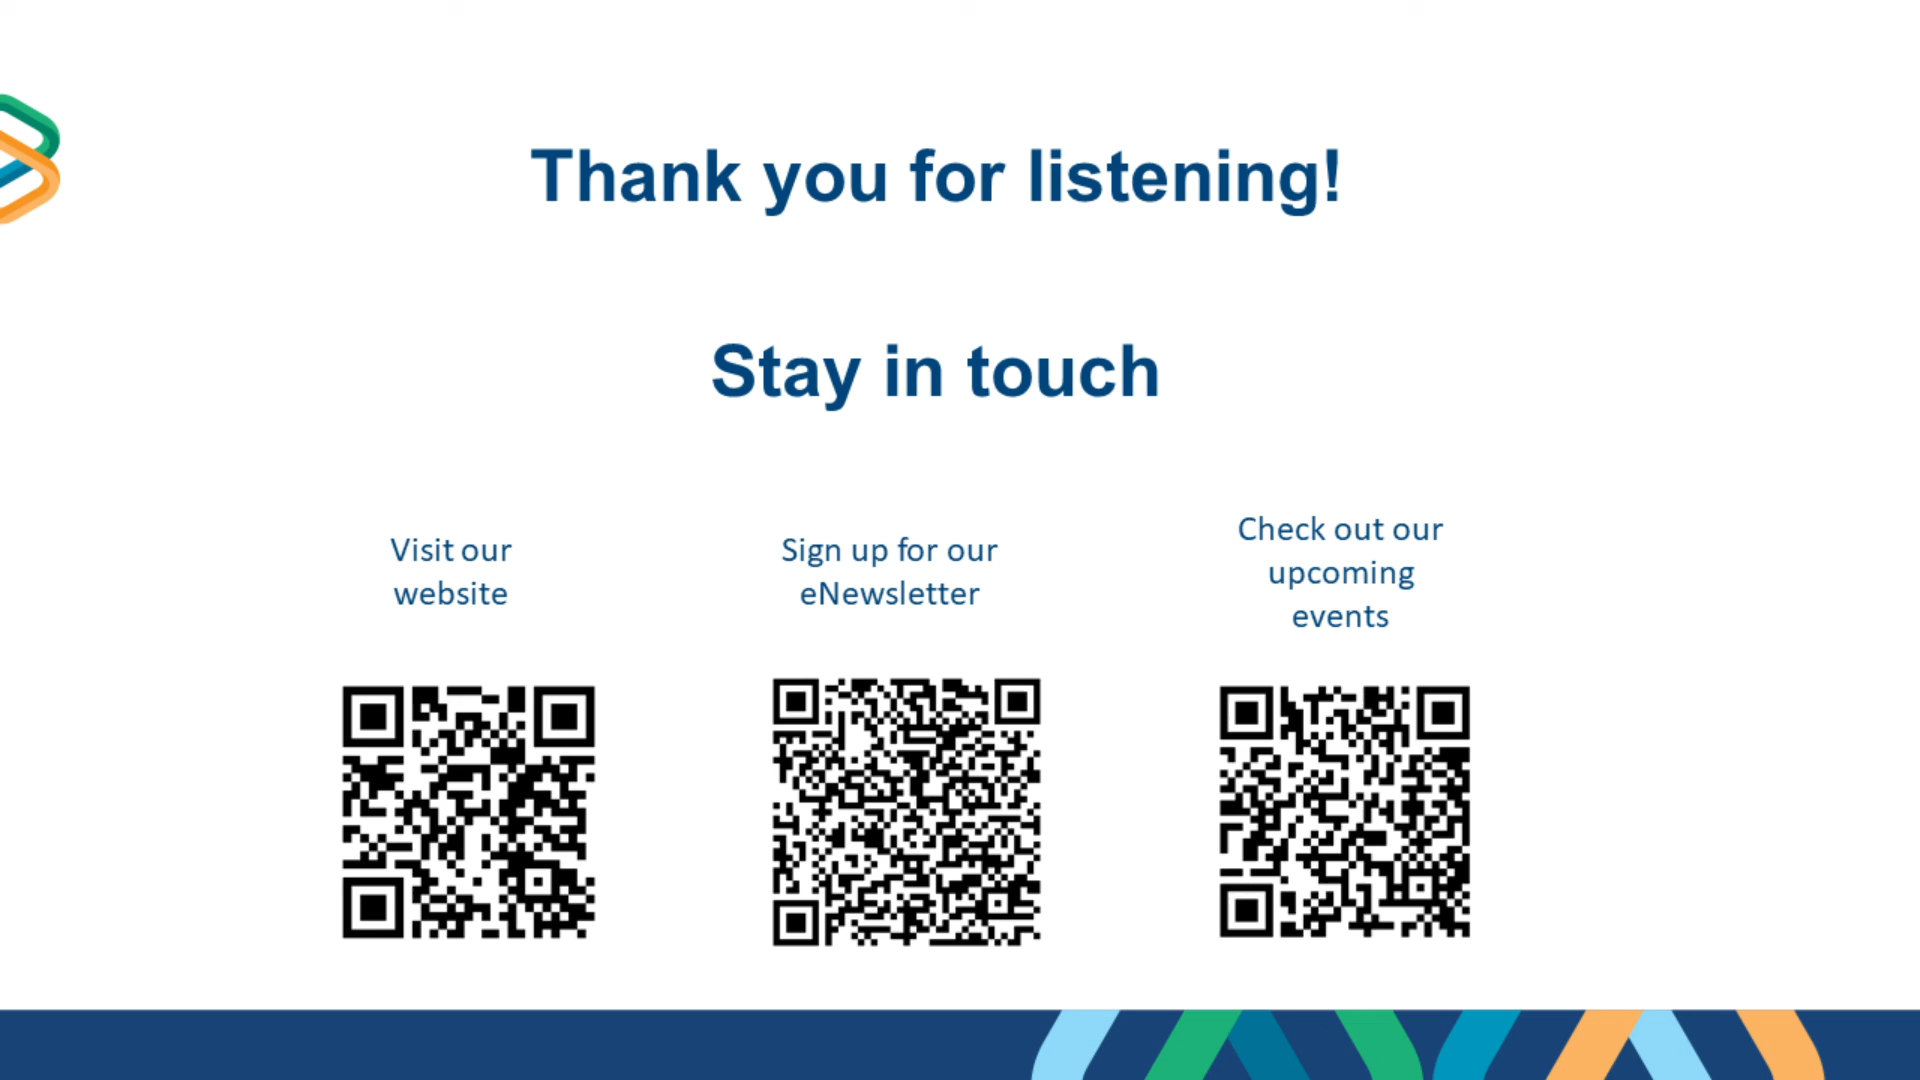 Thank you for listening!
Stay in touch
Visit our
website
Sign up for our
eNewsletter
Check out our
upcoming
events